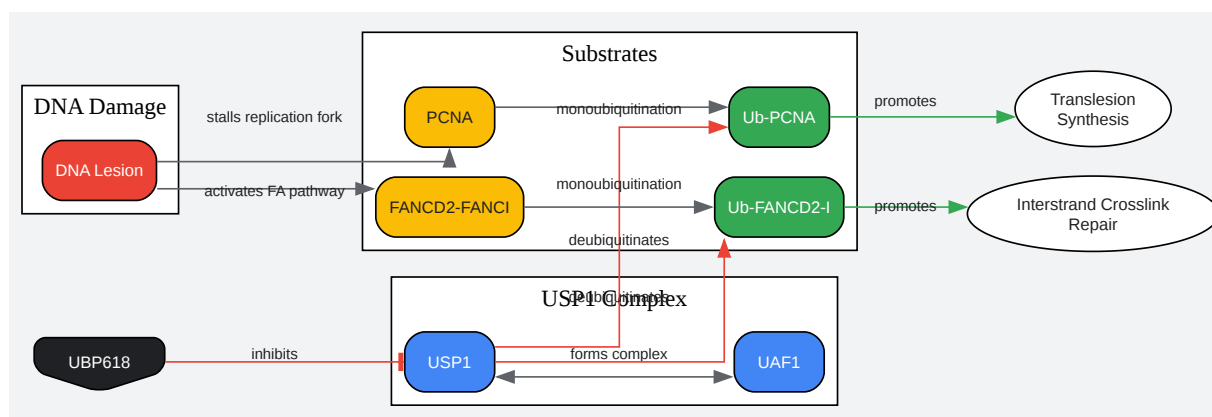 Substrates
DNA Damage
stalls replication fork
PCNA
monoubiquitination
Ub-PCNA
promotes
Translesion
Synthesis
DNA Lesion
activates FA pathway
FANCD2-FANCI
monoubiquitination
Ub-FANCD2-I
promotes
Interstrand Crosslink
Repair
deubiquitinates
deubiquitinates
USP1 Complex
UBP618
inhibits
USP1
forms complex
UAF1